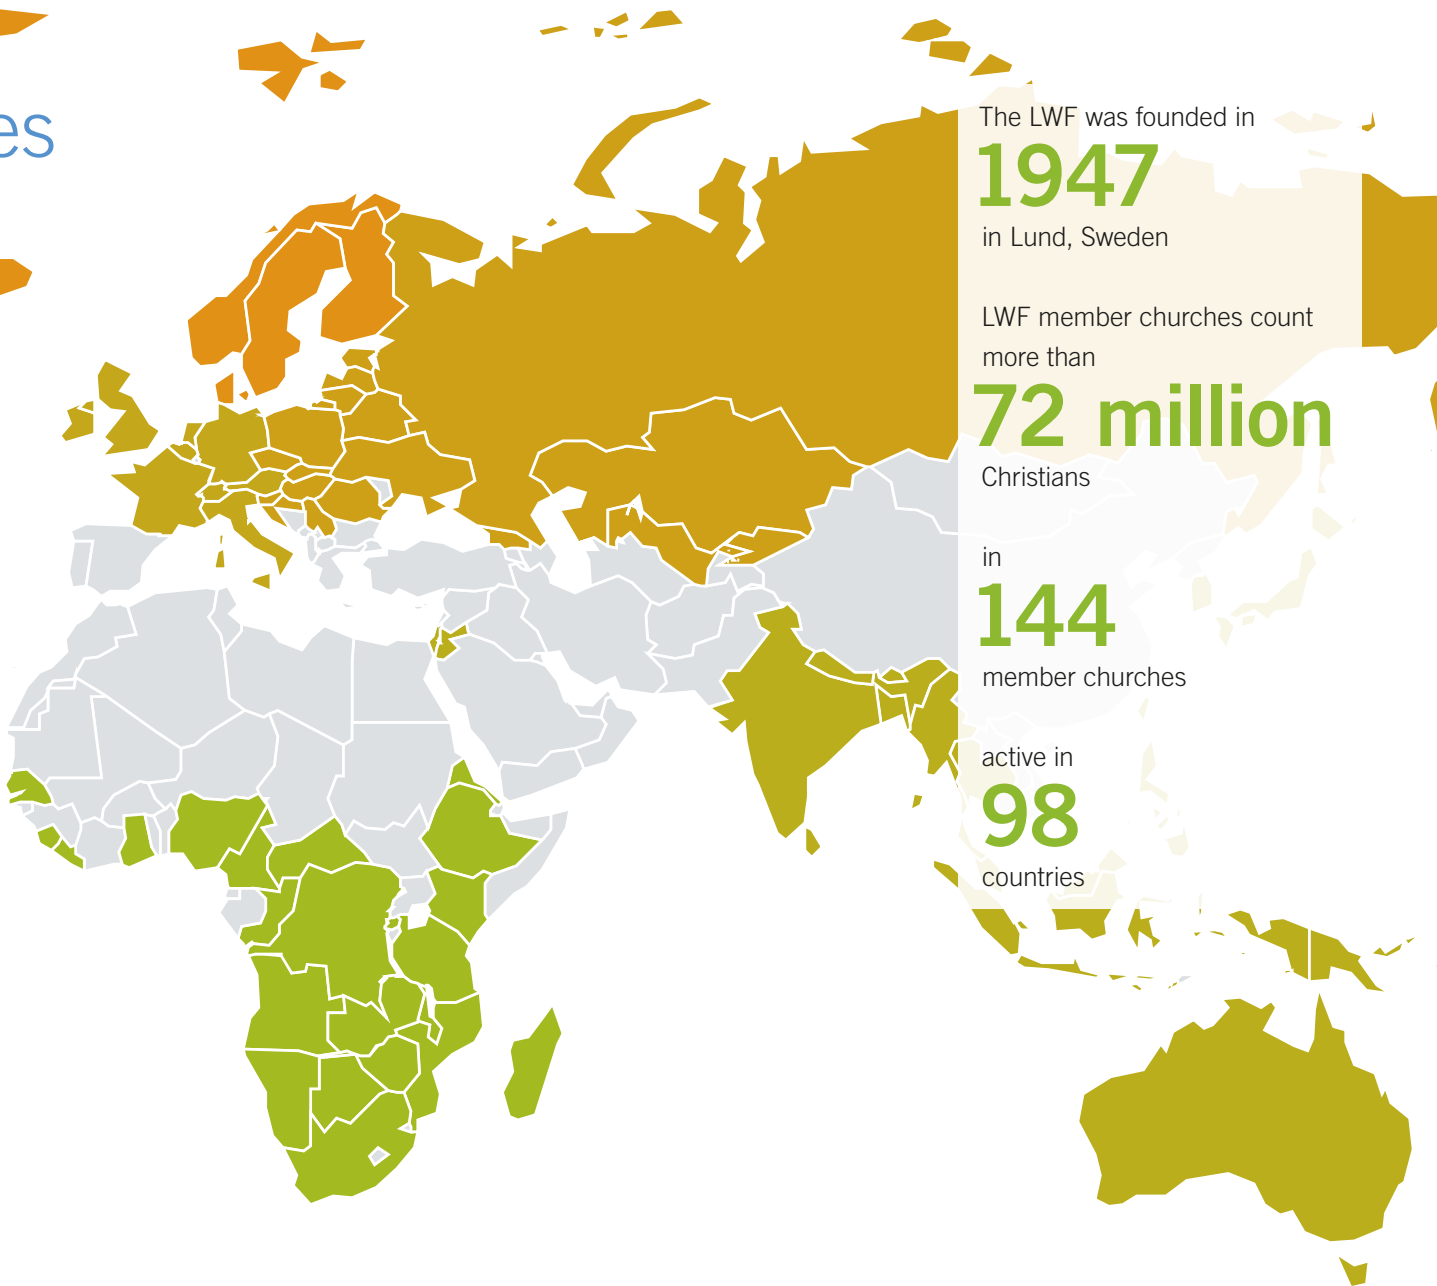 es
The LWF was founded in
1947
in Lund, Sweden
LWF member churches count
more than
72 million
Christians
in
144
member churches
active in
98
countries